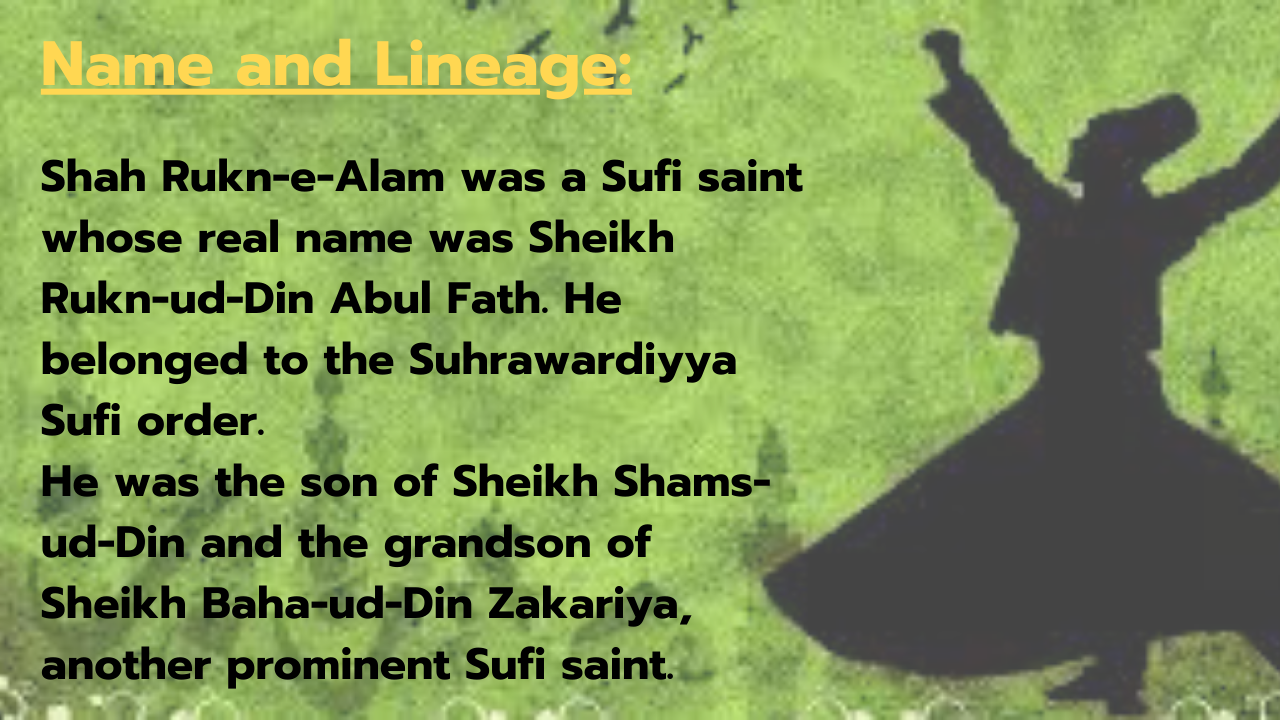 Name and Lineage:
Shah Rukn-e-Alam was a Sufi saint
whose real name was Sheikh
Rukn-ud-Din Abul Fath. He
belonged to the Suhrawardiyya
Sufi order.
He was the son of Sheikh Shams-
ud-Din and the grandson of
Sheikh Baha-ud-Din Zakariya,
another prominent Sufi saint.